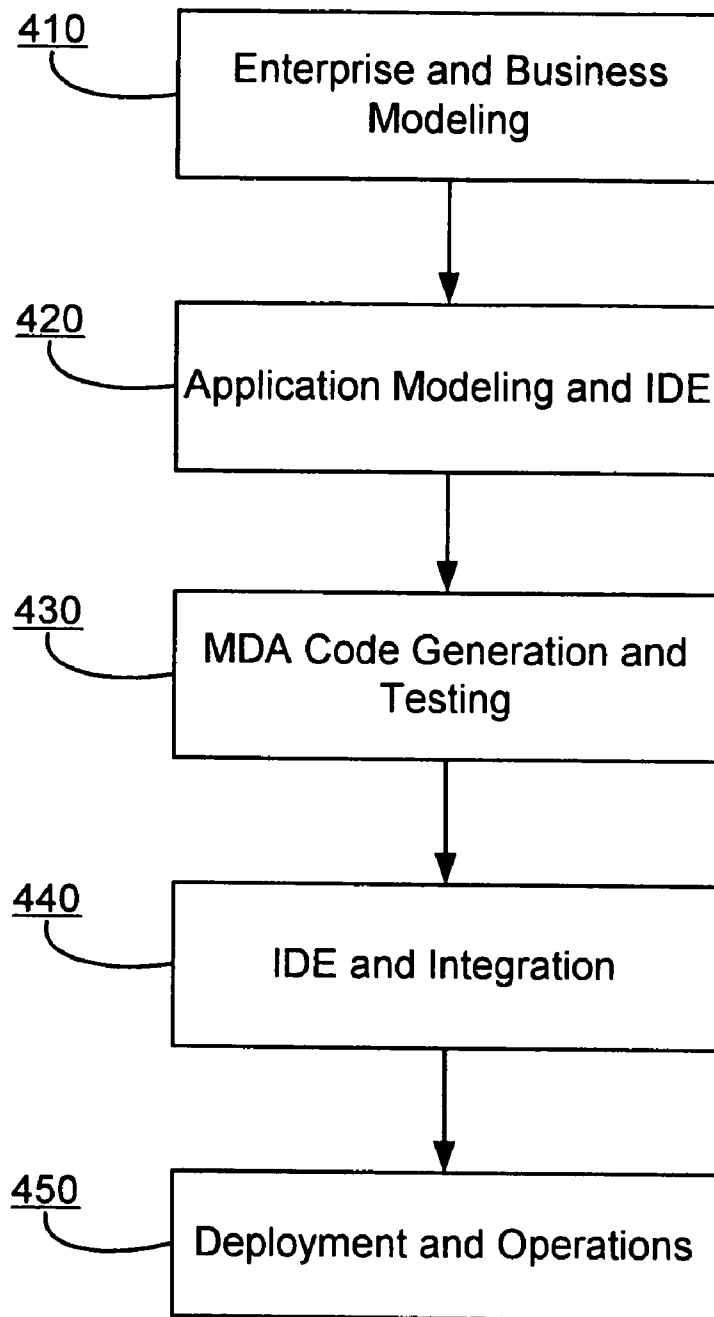 410
Enterprise and Business
Modeling
420
Application Modeling and IDE
430
MDA Code Generation and
Testing
440
IDE and Integration
450
Deployment and Operations